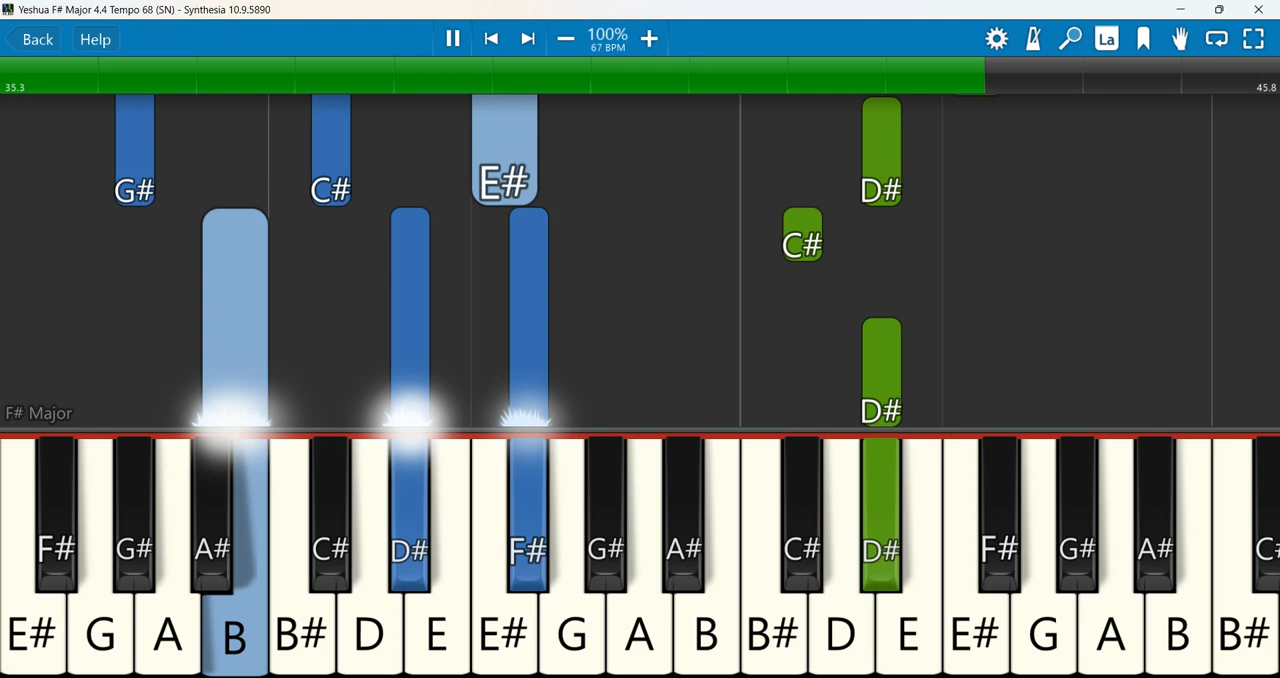 Yeshua F# Major 4.4 Tempo 68 (SN) - Synthesia 10.9.5890
Back Help 100% La
67 BPM
35.3 45.8
G# C# E# D#
C#
F# Major D#
F# G# A# C# D# F# G# A# C# D# F# G# A# C#
E# G A B B# D E E# G A B B# D E E# G A B B#